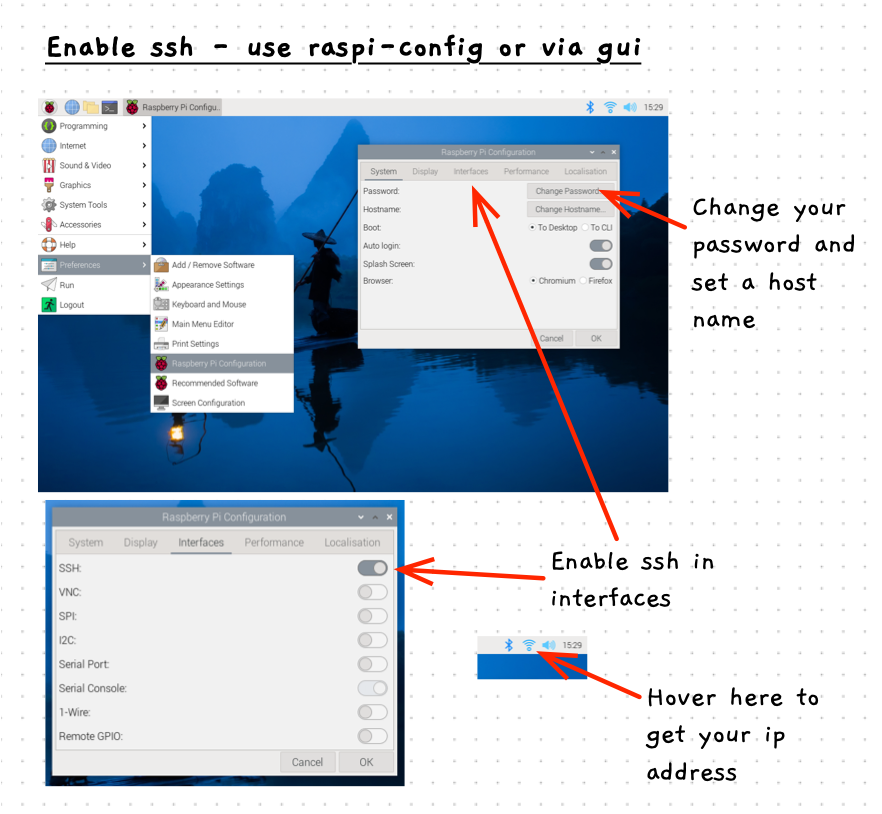 Enable ssh - use raspi-config or via gui
Raspberry Pi Configu..
15:29
Programming
Internet
Sound & Video
Graphics
System Tools
Accessories
Help
Preferences
Run
Logout
Add / Remove Software
Appearance Settings
Keyboard and Mouse
Main Menu Editor
Print Settings
Raspberry Pi Configuration
Recommended Software
Screen Configuration
Raspberry Pi Configuration
System Display Interfaces Performance Localisation
Password: Change Password...
Hostname: Change Hostname...
Boot: To Desktop To CLI
Auto login:
Splash Screen:
Browser: Chromium Firefox
Cancel OK
Change your
password and
set a host
name
Raspberry Pi Configuration
System Display Interfaces Performance Localisation
SSH:
VNC:
SPI:
I2C:
Serial Port:
Serial Console:
1-Wire:
Remote GPIO:
Cancel OK
Enable ssh in
interfaces
15:29
Hover here to
get your ip
address